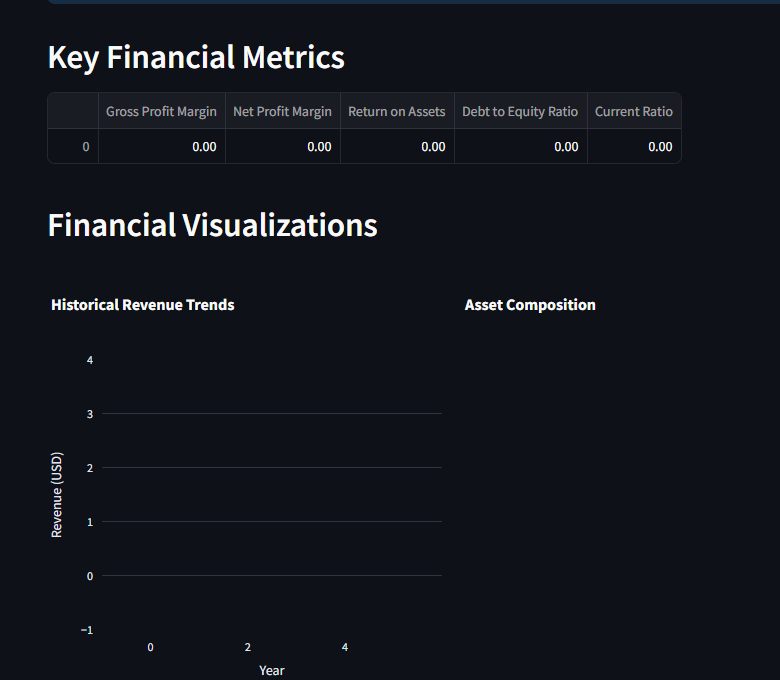 Key Financial Metrics
Gross Profit Margin Net Profit Margin Return on Assets Debt to Equity Ratio Current Ratio
0 0.00 0.00 0.00 0.00 0.00
Financial Visualizations
Historical Revenue Trends
Asset Composition
4
3
2
1
0
−1
Revenue (USD)
0 2 4
Year